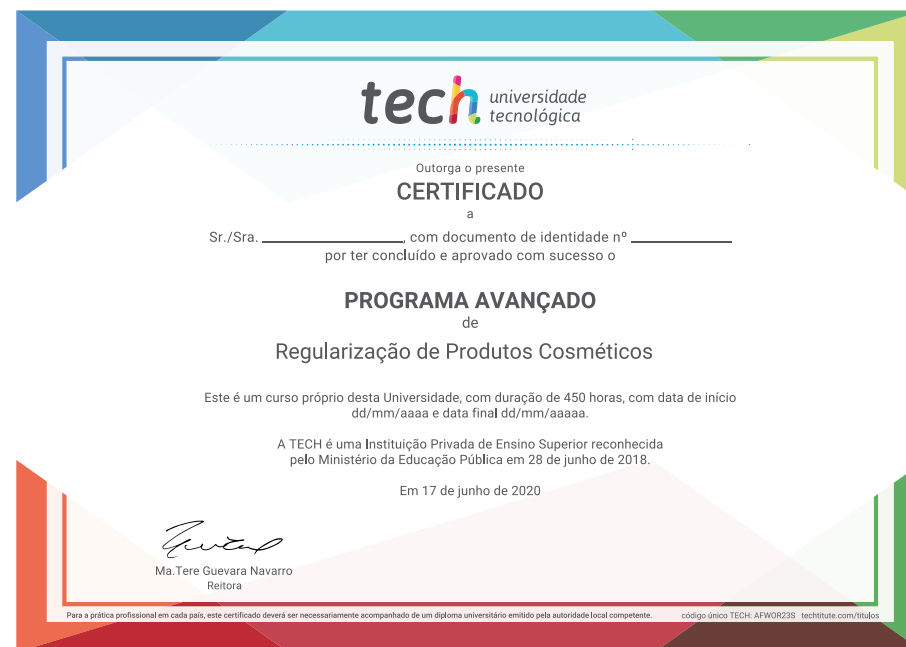 tech universidade
tecnológica
Outorga o presente
CERTIFICADO
a
Sr./Sra. ____________, com documento de identidade nº ____________
por ter concluído e aprovado com sucesso o
PROGRAMA AVANÇADO
de
Regularização de Produtos Cosméticos
Este é um curso próprio desta Universidade, com duração de 450 horas, com data de início
dd/mm/aaaa e data final dd/mm/aaaaa.
A TECH é uma Instituição Privada de Ensino Superior reconhecida
pelo Ministério da Educação Pública em 28 de junho de 2018.
Em 17 de junho de 2020
Ma.Tere Guevara Navarro
Reitora
Para a prática profissional em cada país, este certificado deverá ser necessariamente acompanhado de um diploma universitário emitido pela autoridade local competente. código único TECH: AFWOR23S techtitute.com/titulos